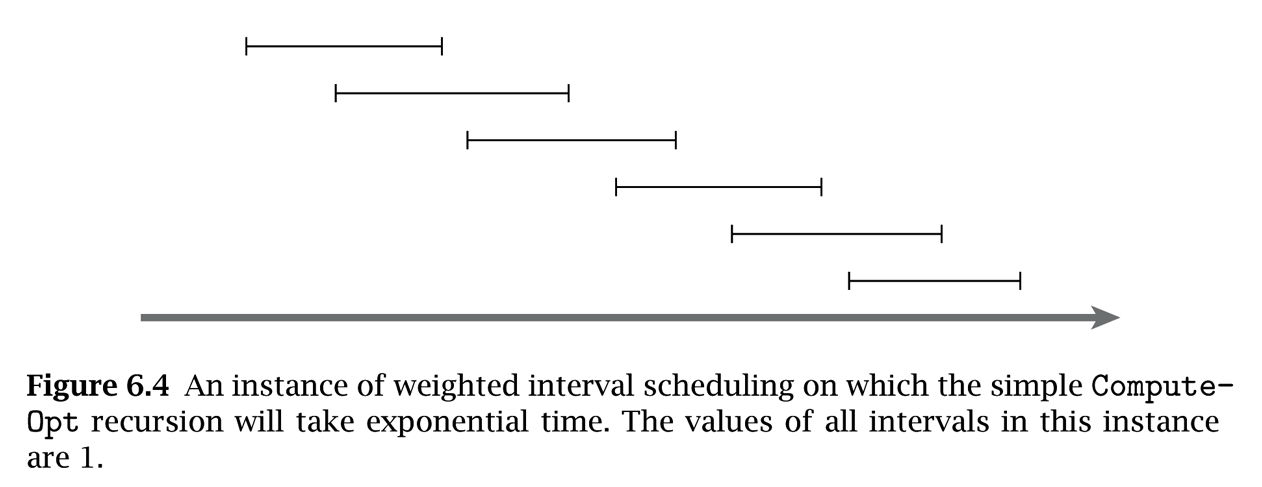 Figure 6.4 An instance of weighted interval scheduling on which the simple Compute-
Opt recursion will take exponential time. The values of all intervals in this instance
are 1.